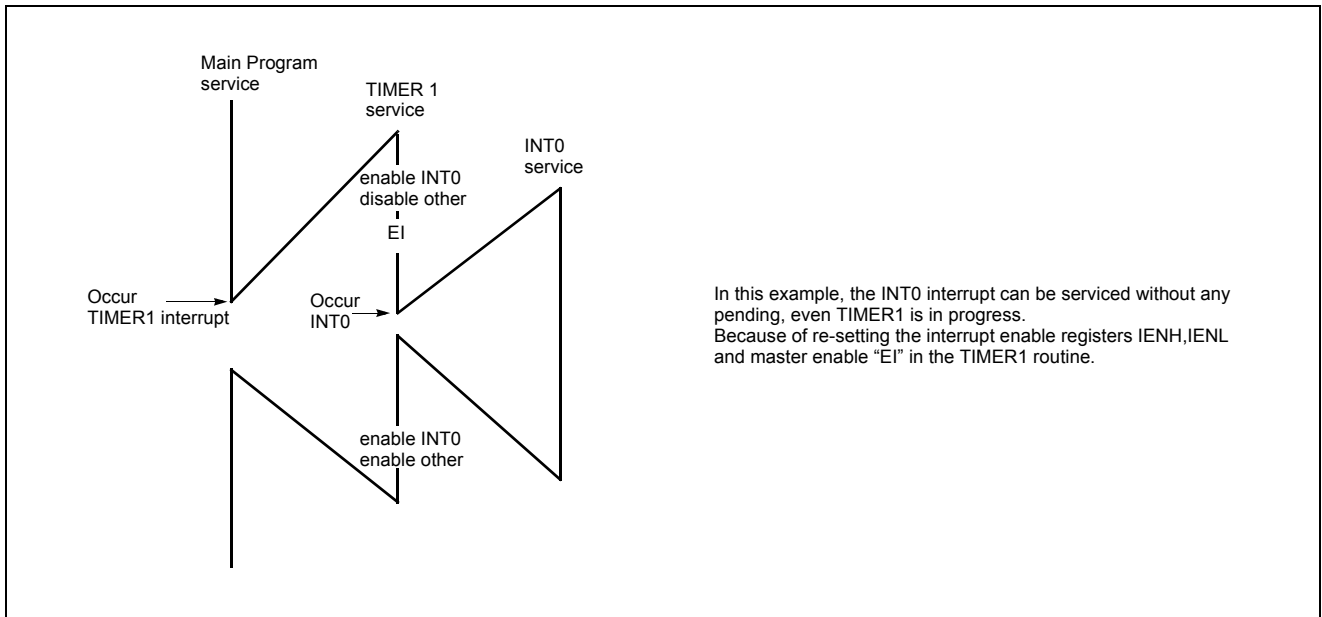 Main Program
service
TIMER 1
service
INT0
service
enable INT0
disable other
EI
Occur
TIMER1 interrupt
Occur
INT0
In this example, the INT0 interrupt can be serviced without any
pending, even TIMER1 is in progress.
Because of re-setting the interrupt enable registers IENH,IENL
and master enable “EI” in the TIMER1 routine.
enable INT0
enable other